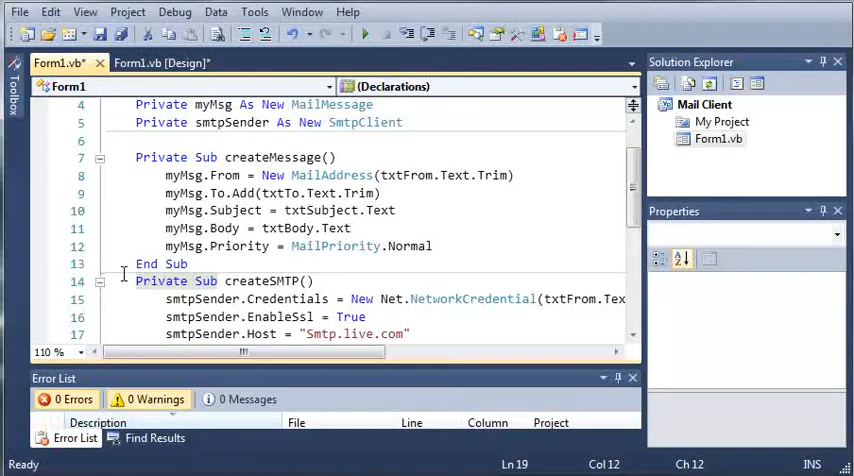 File Edit View Project Debug Data Tools Window Help
Form1.vb* Form1.vb [Design]*
Form1 (Declarations)
Toolbox
4 Private myMsg As New MailMessage
5 Private smtpSender As New SmtpClient
6
7 Private Sub createMessage()
8 myMsg.From = New MailAddress(txtFrom.Text.Trim)
9 myMsg.To.Add(txtTo.Text.Trim)
10 myMsg.Subject = txtSubject.Text
11 myMsg.Body = txtBody.Text
12 myMsg.Priority = MailPriority.Normal
13 End Sub
14 Private Sub createSMTP()
15 smtpSender.Credentials = New Net.NetworkCredential(txtFrom.Tex
16 smtpSender.EnableSsl = True
17 smtpSender.Host = "Smtp.live.com"
110 %
Solution Explorer
Mail Client
My Project
Form1.vb
Properties
Error List
0 Errors 0 Warnings 0 Messages
Description File Line Column Project
Error List Find Results
Ready Ln 19 Col 12 Ch 12